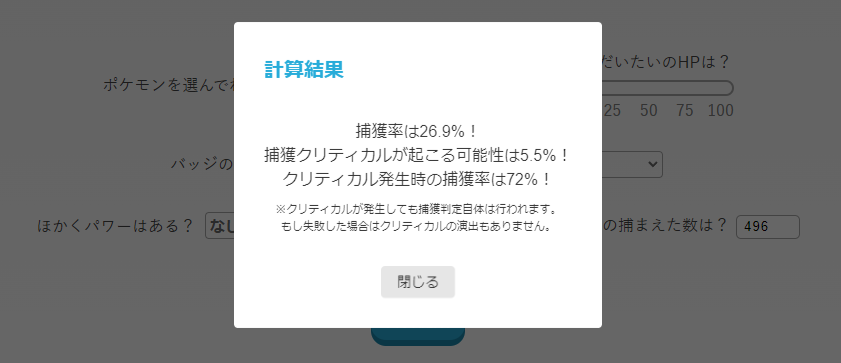 計算結果
だいたいのHPは？
ポケモンを選んで
25 50 75 100
捕獲率は26.9%！
捕獲クリティカルが起こる可能性は5.5%！
クリティカル発生時の捕獲率は72%！
バッジの
※クリティカルが発生しても捕獲判定自体は行われます。
もし失敗した場合はクリティカルの演出もありません。
ほかくパワーはある？ なし
の捕まえた数は？ 496
閉じる